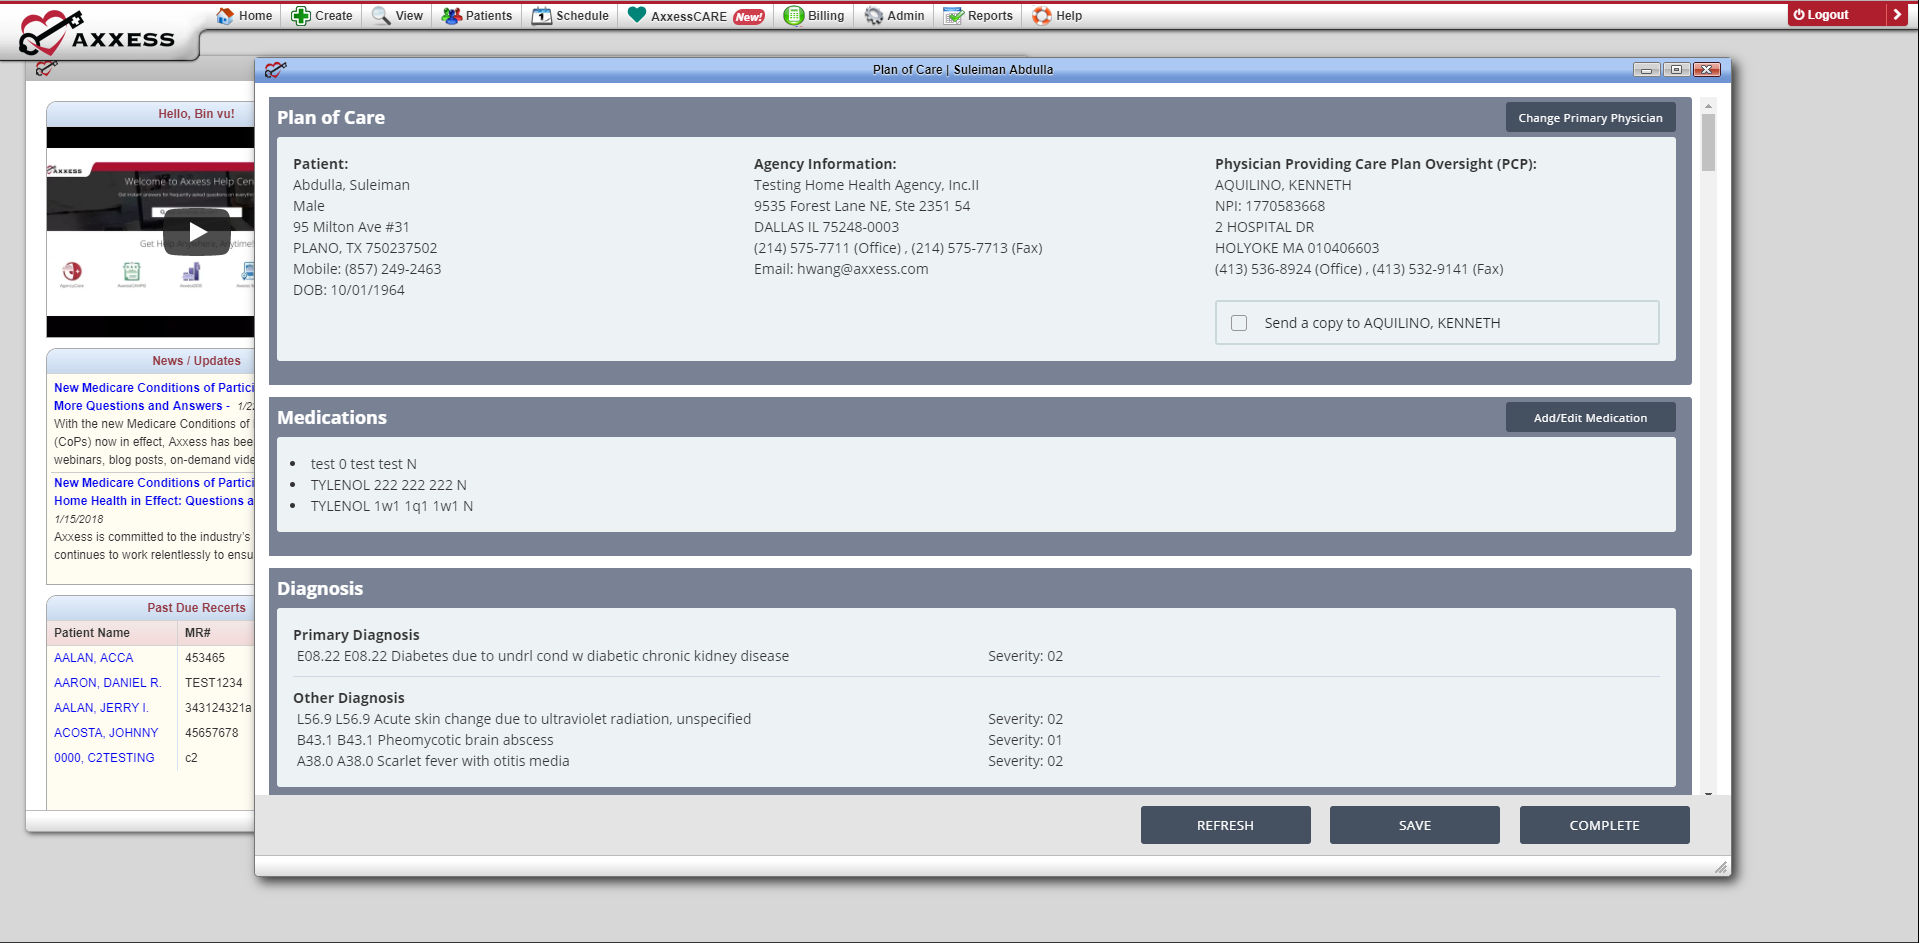 AXXESS
Home Create View Patients Schedule AxxessCARE New! Billing Admin Reports Help
Logout
Hello, Bin vu!
AXXESS
Welcome to Axxess Help Cen
Get Help Anywhere, Anytime!
News / Updates
New Medicare Conditions of Partici
More Questions and Answers - 1/2
With the new Medicare Conditions of
(CoPs) now in effect, Axxess has bee
webinars, blog posts, on-demand vide
New Medicare Conditions of Partici
Home Health in Effect: Questions a
1/15/2018
Axxess is committed to the industry's
continues to work relentlessly to ensu
Past Due Recerts
Patient Name MR#
AALAN, ACCA 453465
AARON, DANIEL R. TEST1234
AALAN, JERRY I. 343124321a
ACOSTA, JOHNNY 45657678
0000, C2TESTING c2
Plan of Care | Suleiman Abdulla
Plan of Care
Change Primary Physician
Patient:
Abdulla, Suleiman
Male
95 Milton Ave #31
PLANO, TX 750237502
Mobile: (857) 249-2463
DOB: 10/01/1964
Agency Information:
Testing Home Health Agency, Inc.II
9535 Forest Lane NE, Ste 2351 54
DALLAS IL 75248-0003
(214) 575-7711 (Office) , (214) 575-7713 (Fax)
Email: hwang@axxess.com
Physician Providing Care Plan Oversight (PCP):
AQUILINO, KENNETH
NPI: 1770583668
2 HOSPITAL DR
HOLYOKE MA 010406603
(413) 536-8924 (Office) , (413) 532-9141 (Fax)
Send a copy to AQUILINO, KENNETH
Medications
Add/Edit Medication
test 0 test test N
TYLENOL 222 222 222 N
TYLENOL 1w1 1q1 1w1 N
Diagnosis
Primary Diagnosis
E08.22 E08.22 Diabetes due to undrl cond w diabetic chronic kidney disease Severity: 02
Other Diagnosis
L56.9 L56.9 Acute skin change due to ultraviolet radiation, unspecified Severity: 02
B43.1 B43.1 Pheomycotic brain abscess Severity: 01
A38.0 A38.0 Scarlet fever with otitis media Severity: 02
REFRESH SAVE COMPLETE